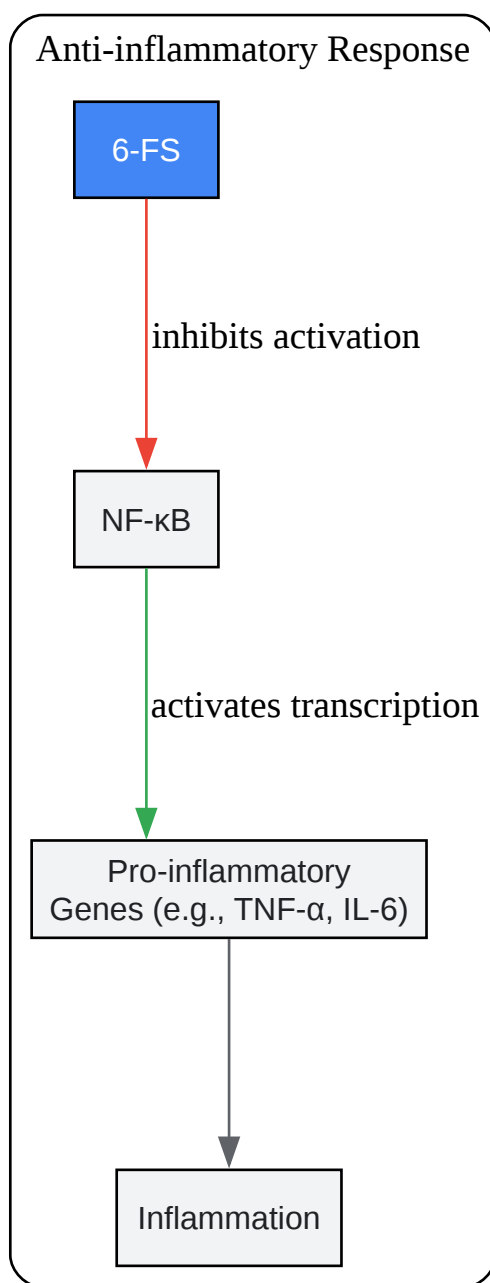 Anti-inflammatory Response
6-FS
inhibits activation
NF-κB
activates transcription
Pro-inflammatory
Genes (e.g., TNF-α, IL-6)
Inflammation